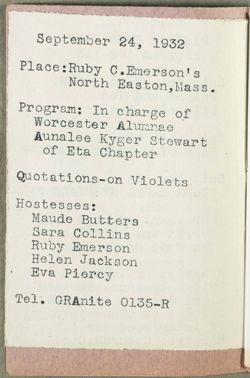 September 24, 1932
Place:Ruby C.Emerson's
North Easton,Mass.
Program: In charge of
Worcester Alumnae
Aunalee Kyger Stewart
of Eta Chapter
Quotations-on Violets
Hostesses:
Maude Butters
Sara Collins
Ruby Emerson
Helen Jackson
Eva Piercy
Tel. GRAnite 0135-R